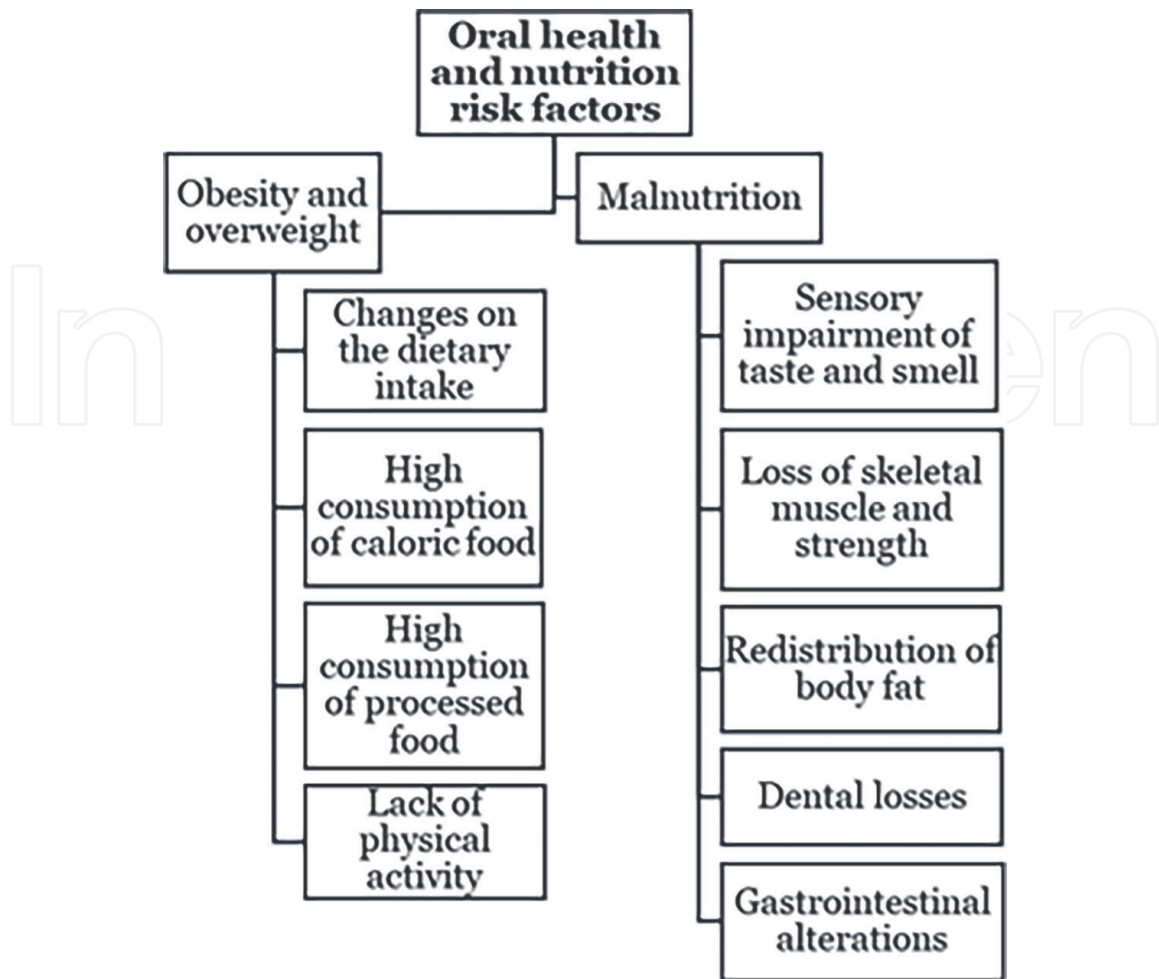 Oral health
and nutrition
risk factors
Obesity and
overweight
Changes on
the dietary
intake
High
consumption
of caloric food
High
consumption
of processed
food
Lack of
physical
activity
Malnutrition
Sensory
impairment of
taste and smell
Loss of skeletal
muscle and
strength
Redistribution of
body fat
Dental losses
Gastrointestinal
alterations